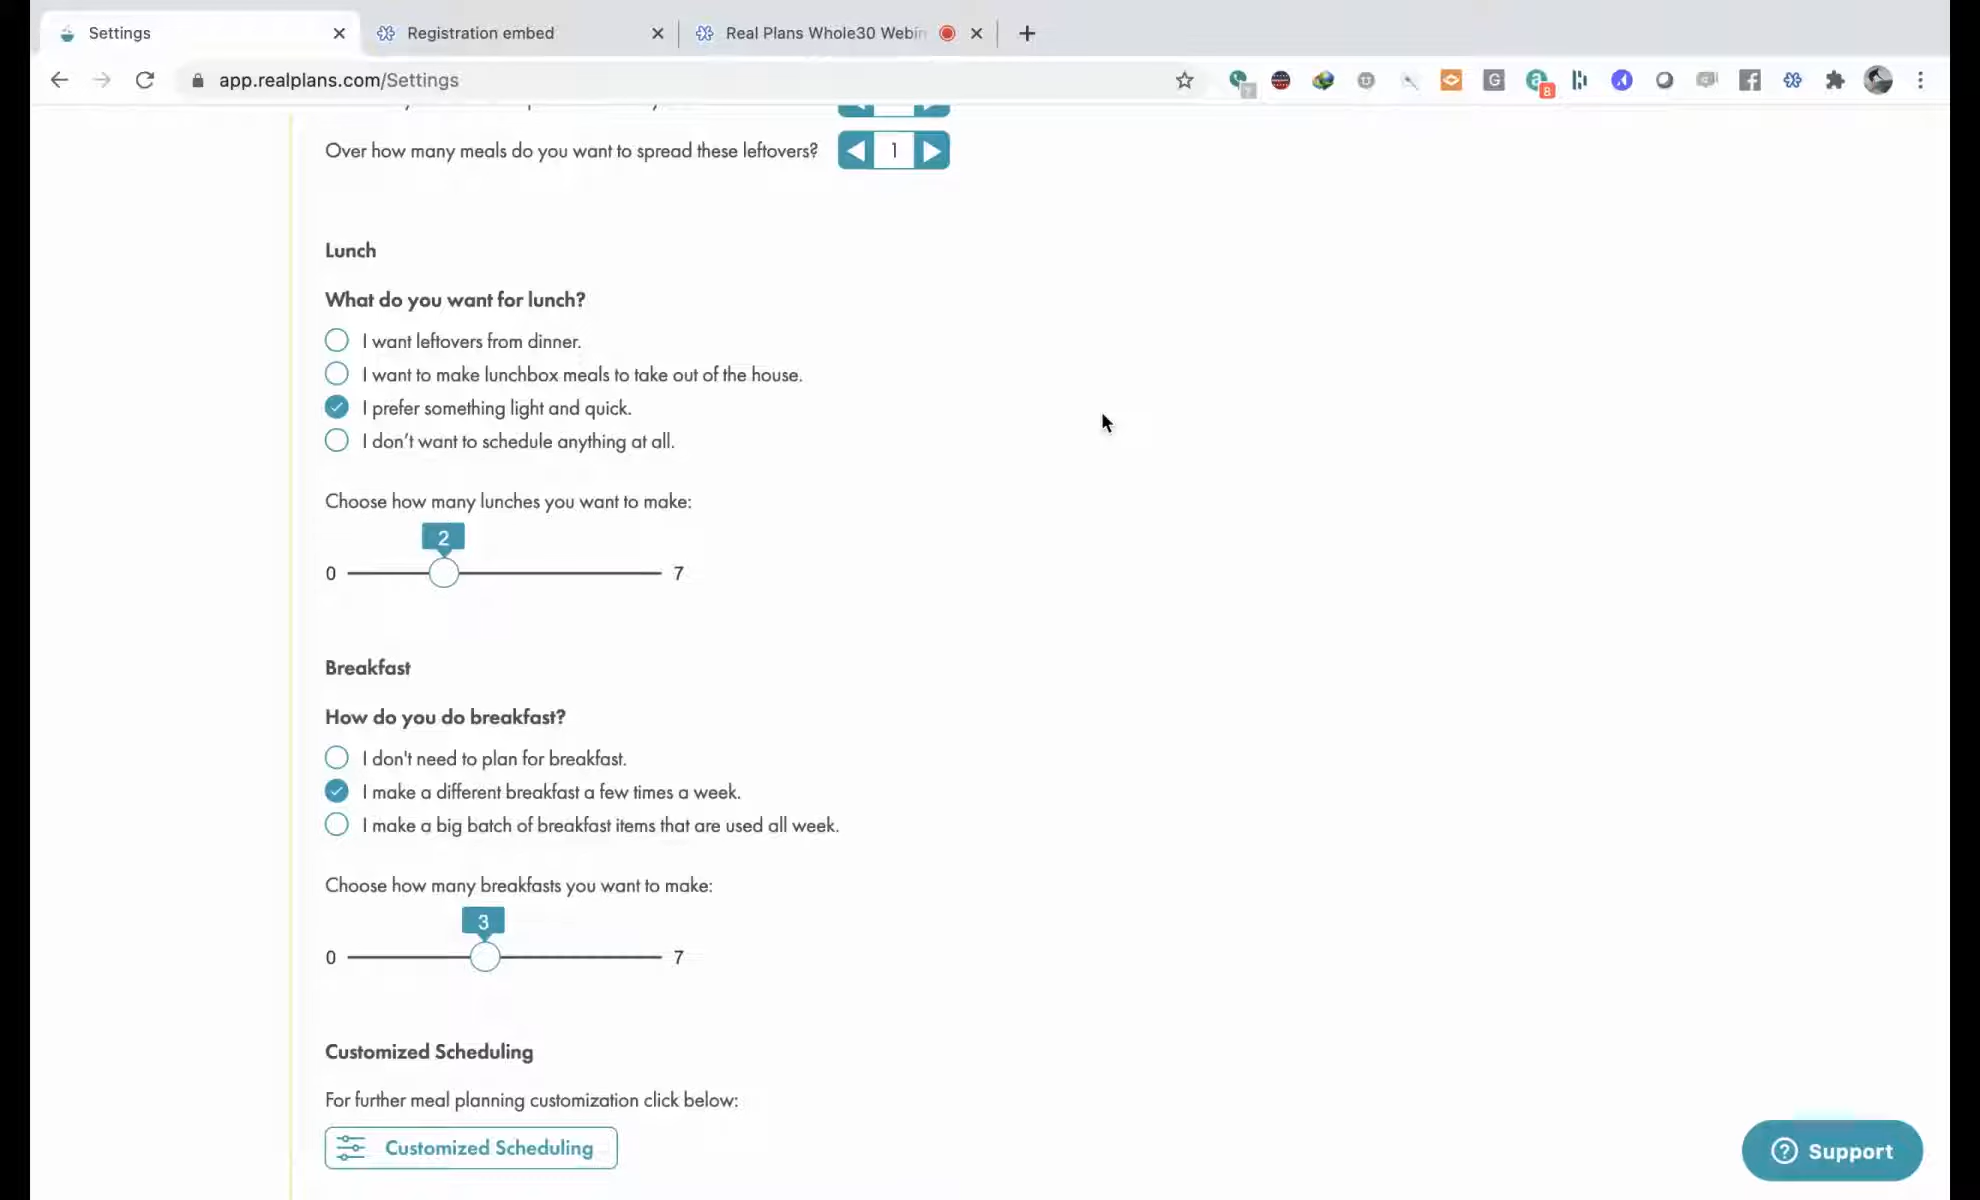 Settings
Registration embed
Real Plans Whole30 Webin
app.realplans.com/Settings
Over how many meals do you want to spread these leftovers?
1
Lunch
What do you want for lunch?
I want leftovers from dinner.
I want to make lunchbox meals to take out of the house.
I prefer something light and quick.
I don't want to schedule anything at all.
Choose how many lunches you want to make:
2
0
7
Breakfast
How do you do breakfast?
I don't need to plan for breakfast.
I make a different breakfast a few times a week.
I make a big batch of breakfast items that are used all week.
Choose how many breakfasts you want to make:
3
0
7
Customized Scheduling
For further meal planning customization click below:
Customized Scheduling
Support